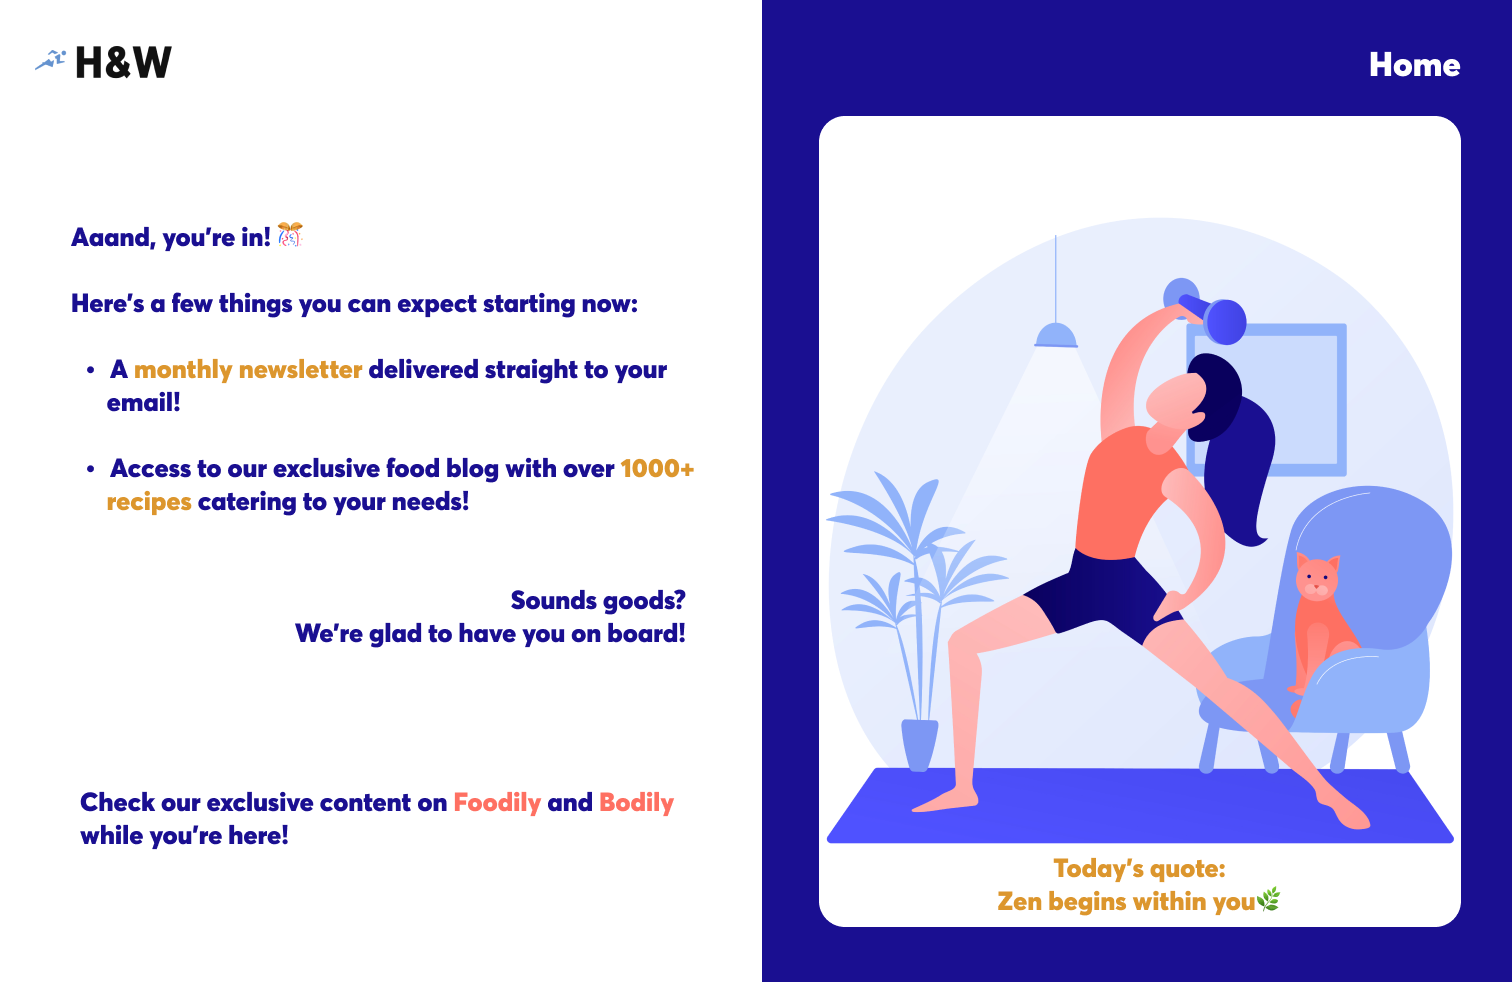 H&W
Home
Aaand, you're in! 🎊
Here's a few things you can expect starting now:
• A monthly newsletter delivered straight to your
email!
• Access to our exclusive food blog with over 1000+
recipes catering to your needs!
Sounds goods?
We're glad to have you on board!
Check our exclusive content on Foodily and Bodily
while you're here!
Today's quote:
Zen begins within you🌿